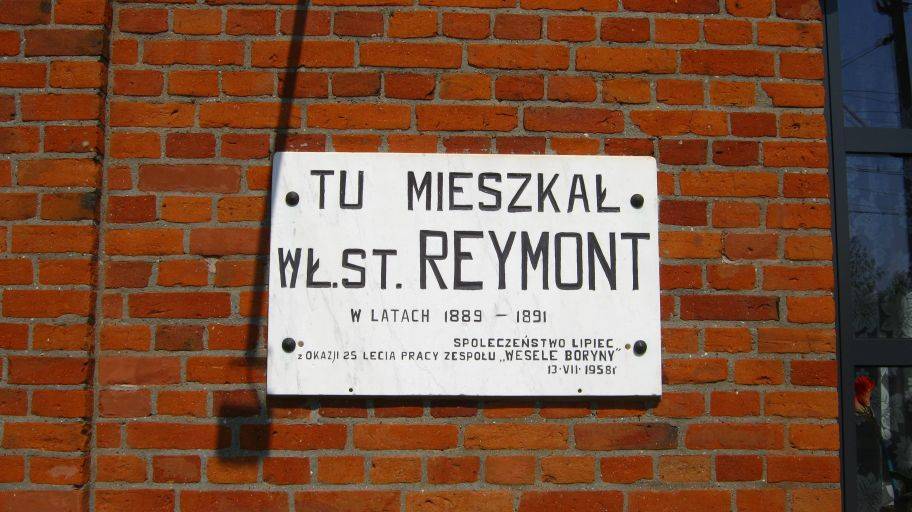 TU MIESZKAŁ
WŁ.ST. REYMONT
W LATACH 1889 – 1891
SPOŁECZEŃSTWO LIPIEC
z OKAZJI 25 LECIA PRACY ZESPOŁU „WESELE BORYNY"
13·VII·1958r